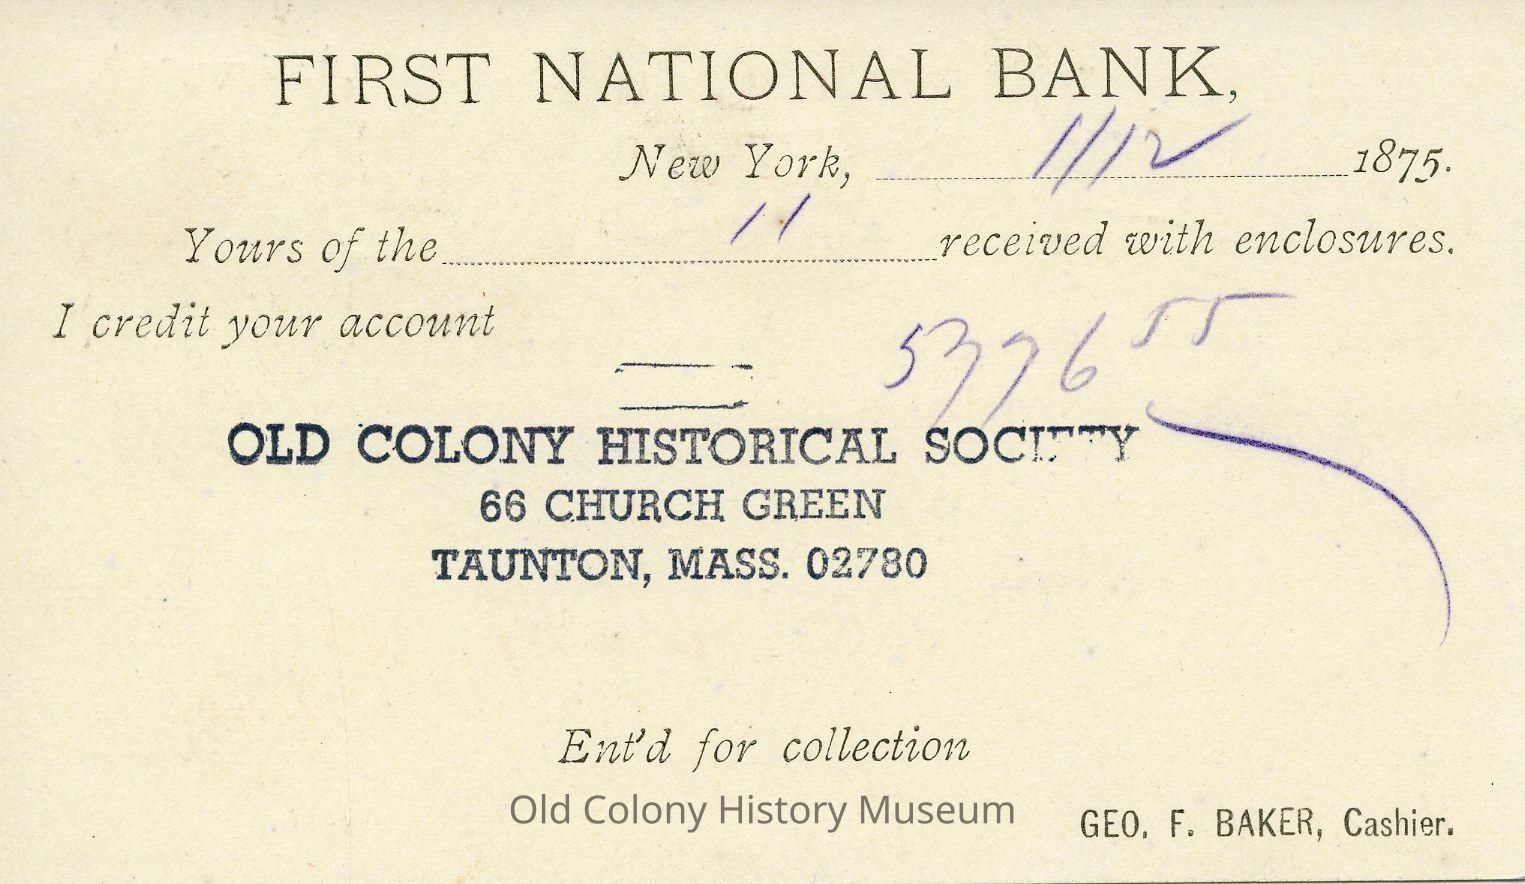 FIRST NATIONAL BANK,
New York, 11/12 1875.
Yours of the 11 received with enclosures.
I credit your account 5776 55
OLD COLONY HISTORICAL SOCIETY
66 CHURCH GREEN
TAUNTON, MASS. 02780
Ent'd for collection
Old Colony History Museum
GEO. F. BAKER, Cashier.